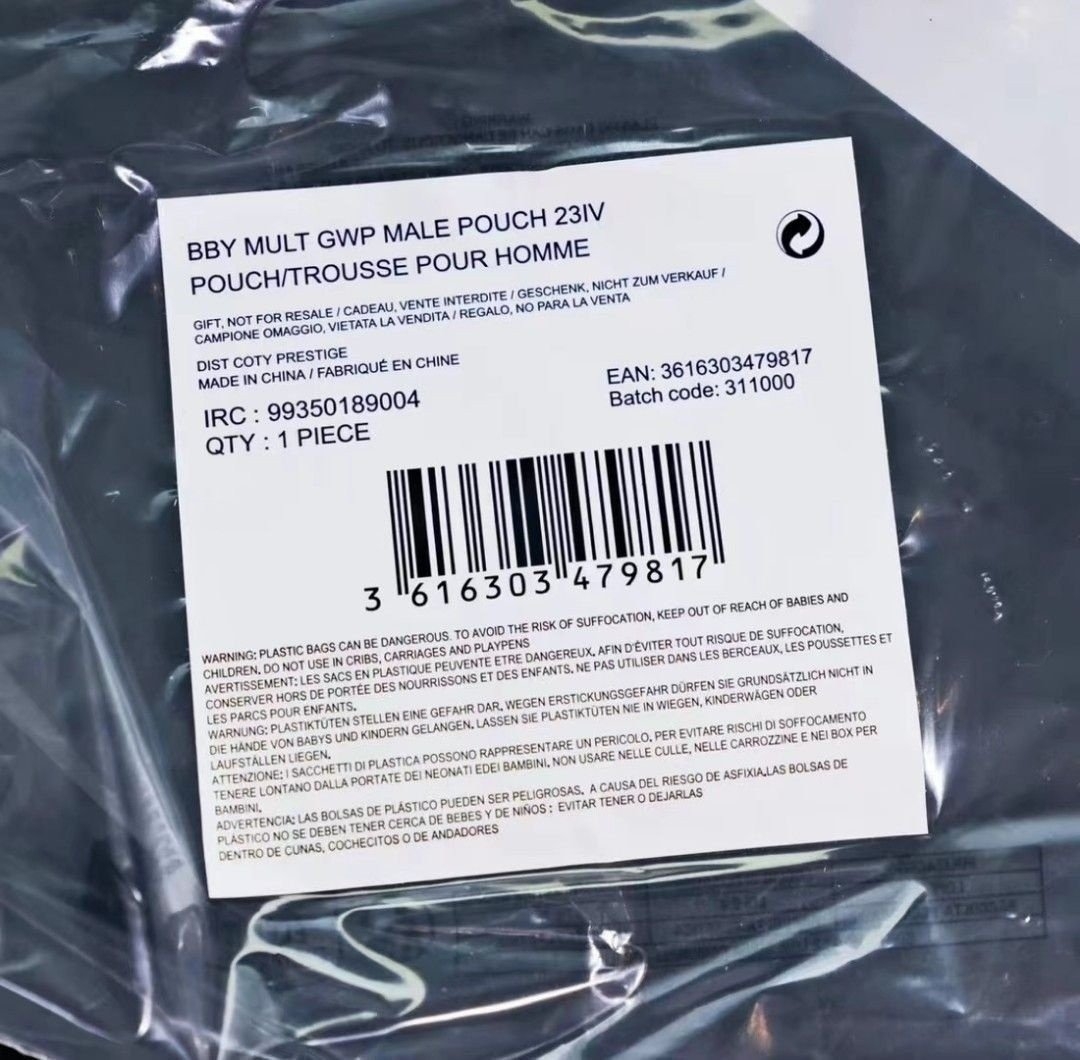 BBY MULT GWP MALE POUCH 23IV
POUCH/TROUSSE POUR HOMME
GIFT, NOT FOR RESALE / CADEAU, VENTE INTERDITE / GESCHENK, NICHT ZUM VERKAUF /
CAMPIONE OMAGGIO, VIETATA LA VENDITA / REGALO, NO PARA LA VENTA
DIST COTY PRESTIGE
MADE IN CHINA / FABRIQUÉ EN CHINE
IRC : 99350189004
QTY : 1 PIECE
EAN: 3616303479817
Batch code: 311000
3 616303 479817
WARNING: PLASTIC BAGS CAN BE DANGEROUS. TO AVOID THE RISK OF SUFFOCATION, KEEP OUT OF REACH OF BABIES AND
CHILDREN. DO NOT USE IN CRIBS, CARRIAGES AND PLAYPENS
AVERTISSEMENT: LES SACS EN PLASTIQUE PEUVENTE ETRE DANGEREUX, AFIN D'ÉVITER TOUT RISQUE DE SUFFOCATION,
CONSERVER HORS DE PORTÉE DES NOURRISSONS ET DES ENFANTS. NE PAS UTILISER DANS LES BERCEAUX, LES POUSSETTES ET
LES PARCS POUR ENFANTS.
WARNUNG: PLASTIKTÜTEN STELLEN EINE GEFAHR DAR. WEGEN ERSTICKUNGSGEFAHR DÜRFEN SIE GRUNDSÄTZLICH NICHT IN
DIE HÄNDE VON BABYS UND KINDERN GELANGEN. LASSEN SIE PLASTIKTÜTEN NIE IN WIEGEN, KINDERWÄGEN ODER
LAUFSTÄLLEN LIEGEN.
ATTENZIONE: I SACCHETTI DI PLASTICA POSSONO RAPPRESENTARE UN PERICOLO. PER EVITARE RISCHI DI SOFFOCAMENTO
TENERE LONTANO DALLA PORTATE DEI NEONATI EDEI BAMBINI. NON USARE NELLE CULLE, NELLE CARROZZINE E NEI BOX PER
BAMBINI.
ADVERTENCIA: LAS BOLSAS DE PLÁSTICO PUEDEN SER PELIGROSAS. A CAUSA DEL RIESGO DE ASFIXIA,LAS BOLSAS DE
PLÁSTICO NO SE DEBEN TENER CERCA DE BEBES Y DE NIÑOS : EVITAR TENER O DEJARLAS
DENTRO DE CUNAS, COCHECITOS O DE ANDADORES